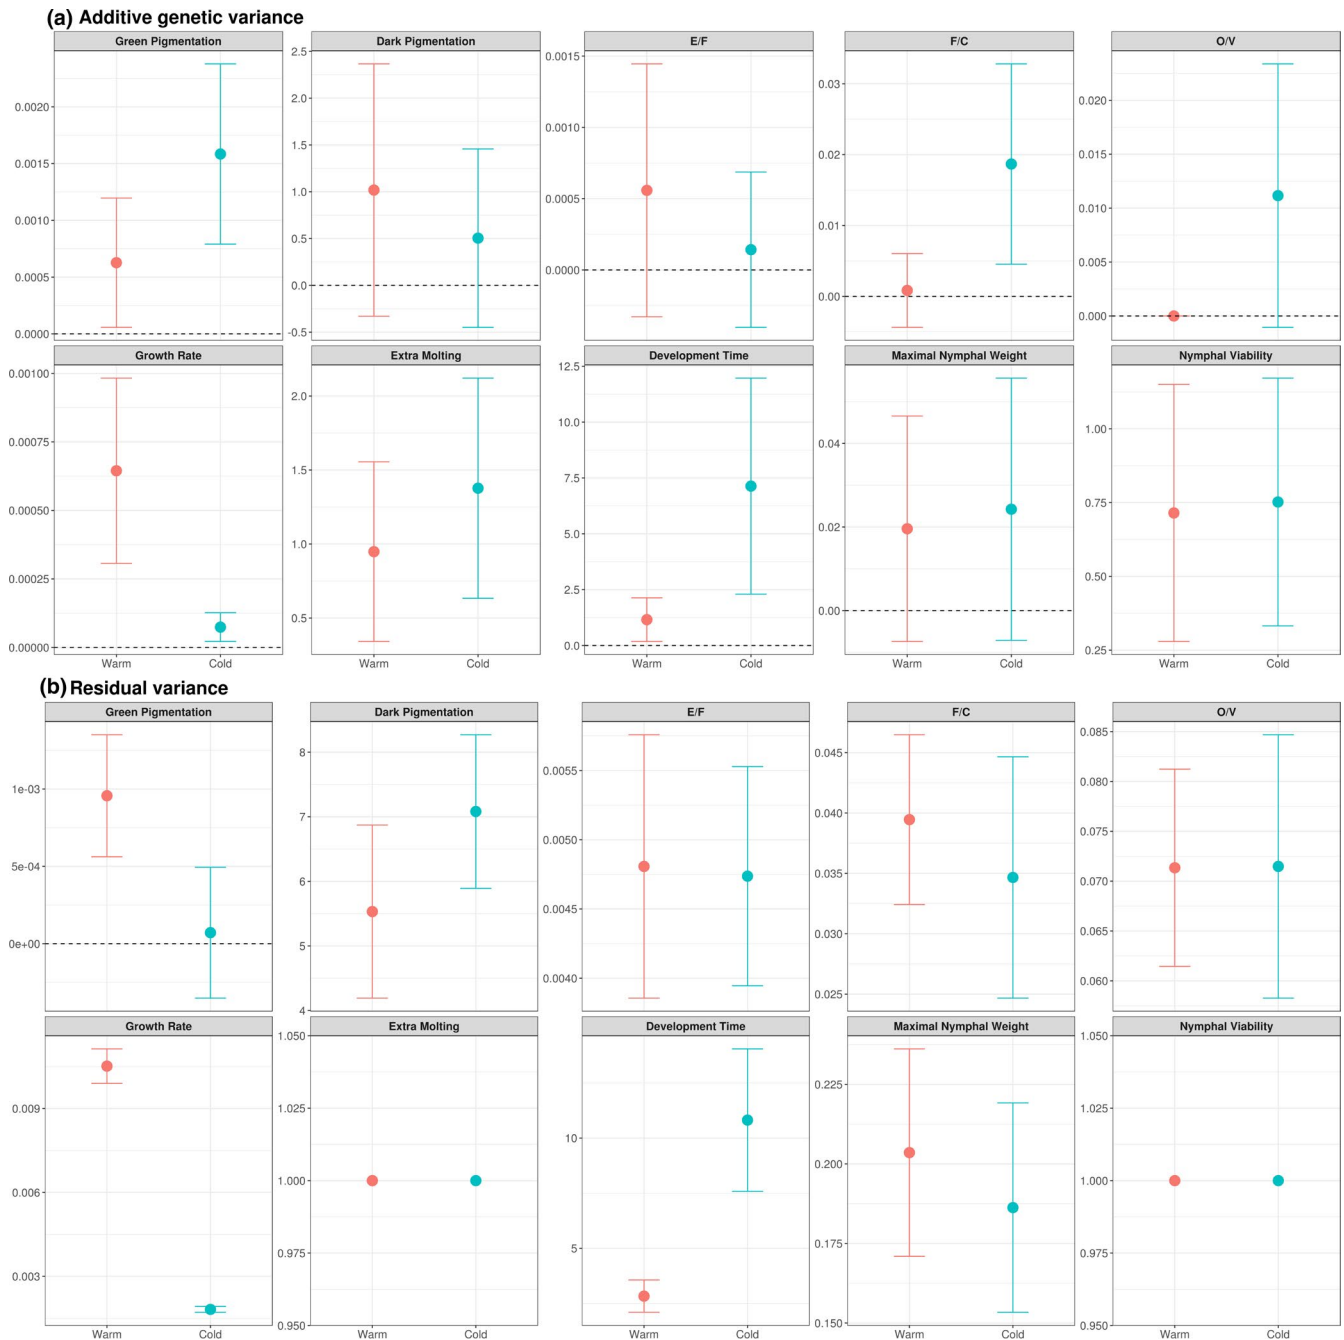 (a) Additive genetic variance
Green Pigmentation
0.0020
0.0015
0.0010
0.0005
0.0000
Dark Pigmentation
2.5
2.0
1.5
1.0
0.5
0.0
-0.5
E/F
0.0015
0.0010
0.0005
0.0000
F/C
0.03
0.02
0.01
0.00
O/V
0.020
0.015
0.010
0.005
0.000
Growth Rate
0.00100
0.00075
0.00050
0.00025
0.00000
Warm Cold
Extra Molting
2.0
1.5
1.0
0.5
Warm Cold
Development Time
12.5
10.0
7.5
5.0
2.5
0.0
Warm Cold
Maximal Nymphal Weight
0.04
0.02
0.00
Warm Cold
Nymphal Viability
1.00
0.75
0.50
0.25
Warm Cold
(b) Residual variance
Green Pigmentation
1e-03
5e-04
0e+00
Dark Pigmentation
8
7
6
5
4
E/F
0.0055
0.0050
0.0045
0.0040
F/C
0.045
0.040
0.035
0.030
0.025
O/V
0.085
0.080
0.075
0.070
0.065
0.060
Growth Rate
0.009
0.006
0.003
Warm Cold
Extra Molting
1.050
1.025
1.000
0.975
0.950
Warm Cold
Development Time
10
5
Warm Cold
Maximal Nymphal Weight
0.225
0.200
0.175
0.150
Warm Cold
Nymphal Viability
1.050
1.025
1.000
0.975
0.950
Warm Cold